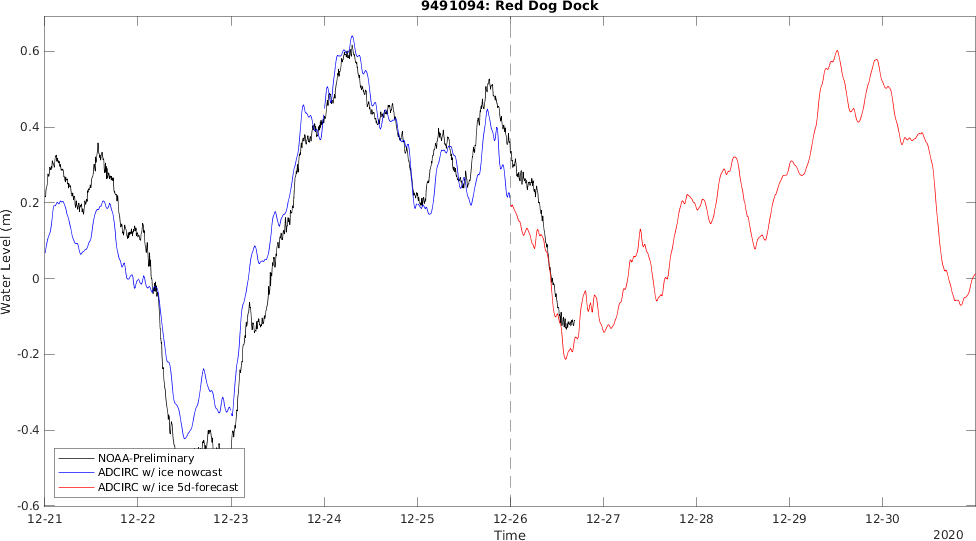 9491094: Red Dog Dock
Water Level (m)
0.6
0.4
0.2
0
-0.2
-0.4
-0.6
NOAA-Preliminary
ADCIRC w/ ice nowcast
ADCIRC w/ ice 5d-forecast
12-21 12-22 12-23 12-24 12-25 12-26 12-27 12-28 12-29 12-30
Time
2020